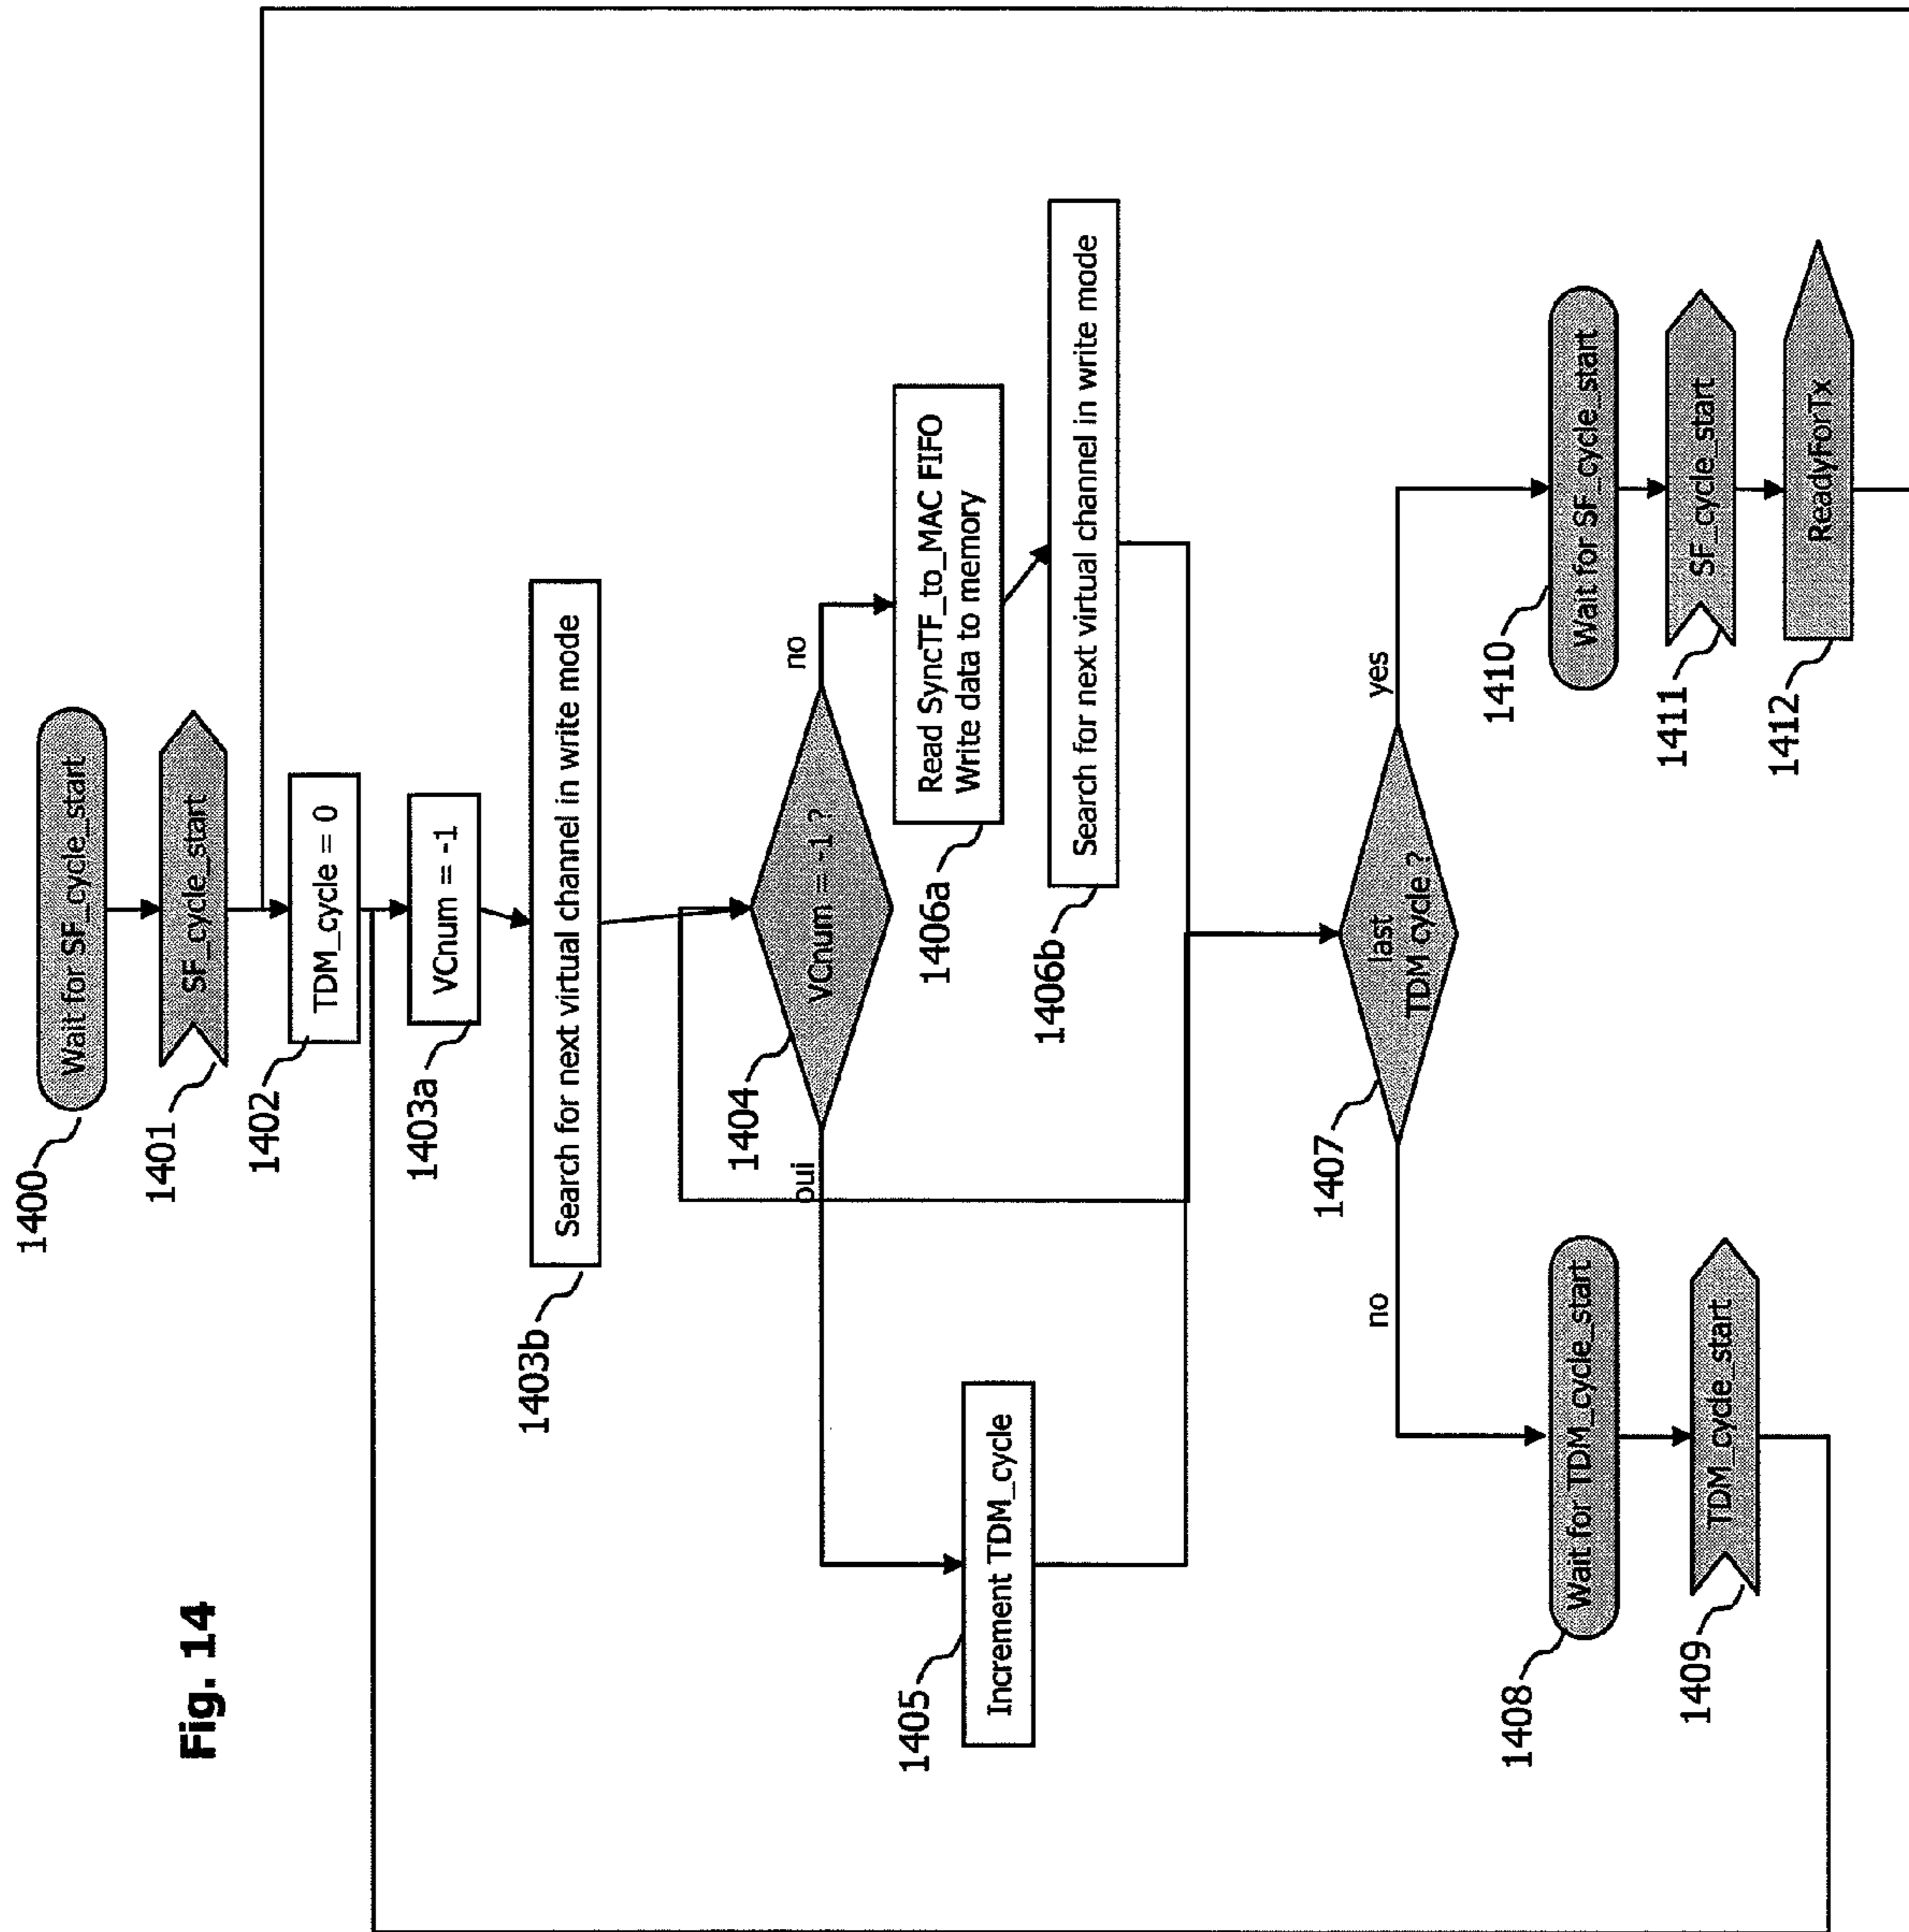 Fig. 14
1400
Wait for SF_cycle_start
1401
SF_cycle_start
1402
TDM_cycle = 0
1403a
VCnum = -1
1403b
Search for next virtual channel in write mode
1404
VCnum = -1 ?
oui
no
1405
Increment TDM_cycle
1406a
Read SyncTF_to_MAC FIFO
Write data to memory
1406b
Search for next virtual channel in write mode
1407
last
TDM cycle ?
no
yes
1408
Wait for TDM_cycle_start
1409
TDM_cycle_start
1410
Wait for SF_cycle_start
1411
SF_cycle_start
1412
ReadyForTx